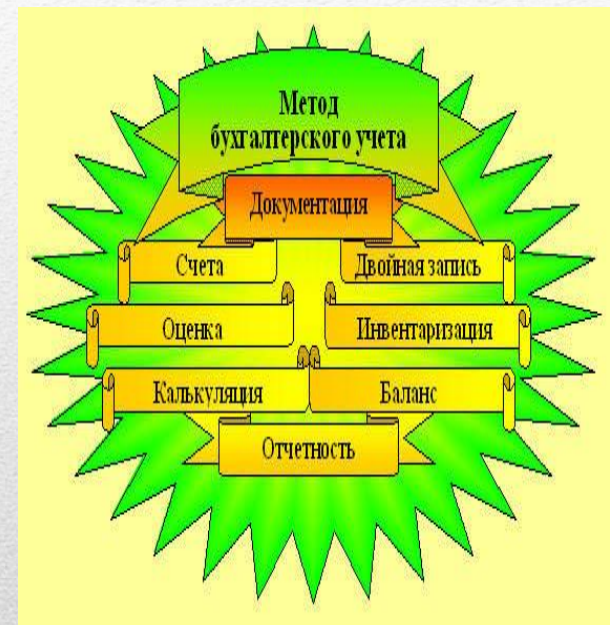 Метод
бухгалтерского учета
Документация
Счета
Двойная запись
Оценка
Инвентаризация
Калькуляция
Баланс
Отчетность